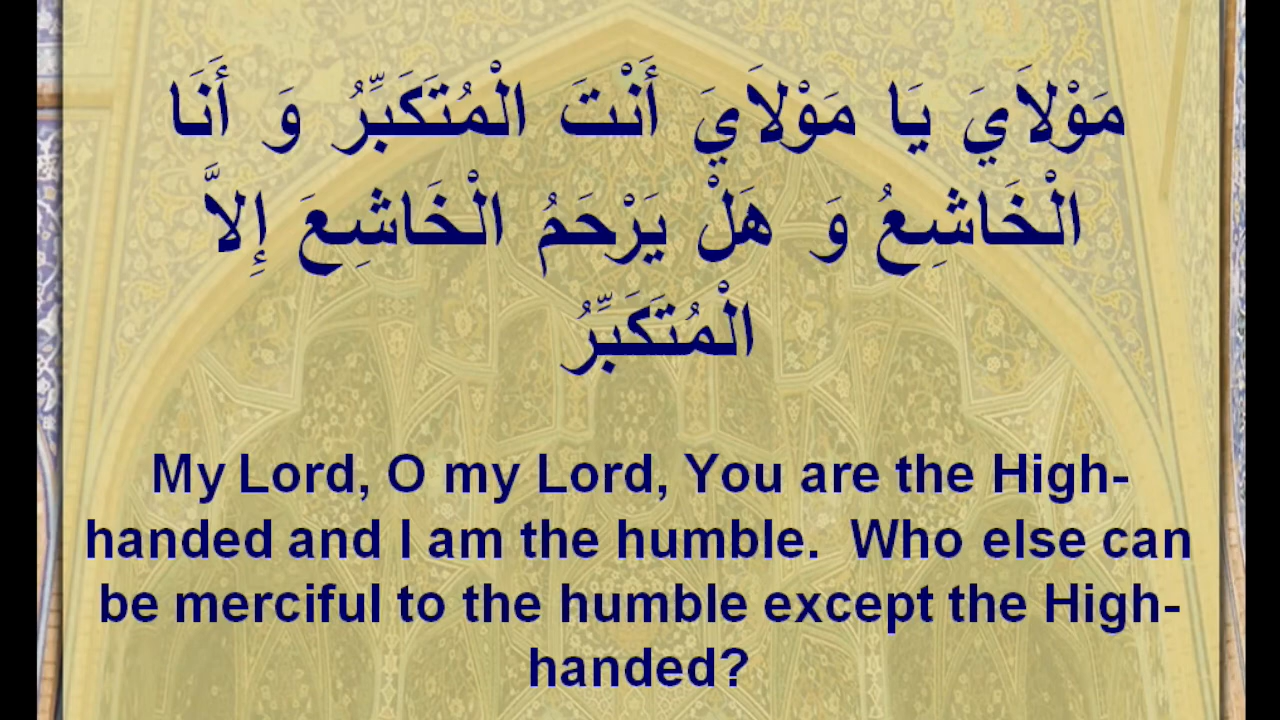 مَوْلاَيَ يَا مَوْلاَيَ أَنْتَ الْمُتَكَبِّرُ وَ أَنَا
الْخَاشِعُ وَ هَلْ يَرْحَمُ الْخَاشِعَ إِلاَّ
الْمُتَكَبِّرُ
My Lord, O my Lord, You are the High-
handed and I am the humble.  Who else can
be merciful to the humble except the High-
handed?